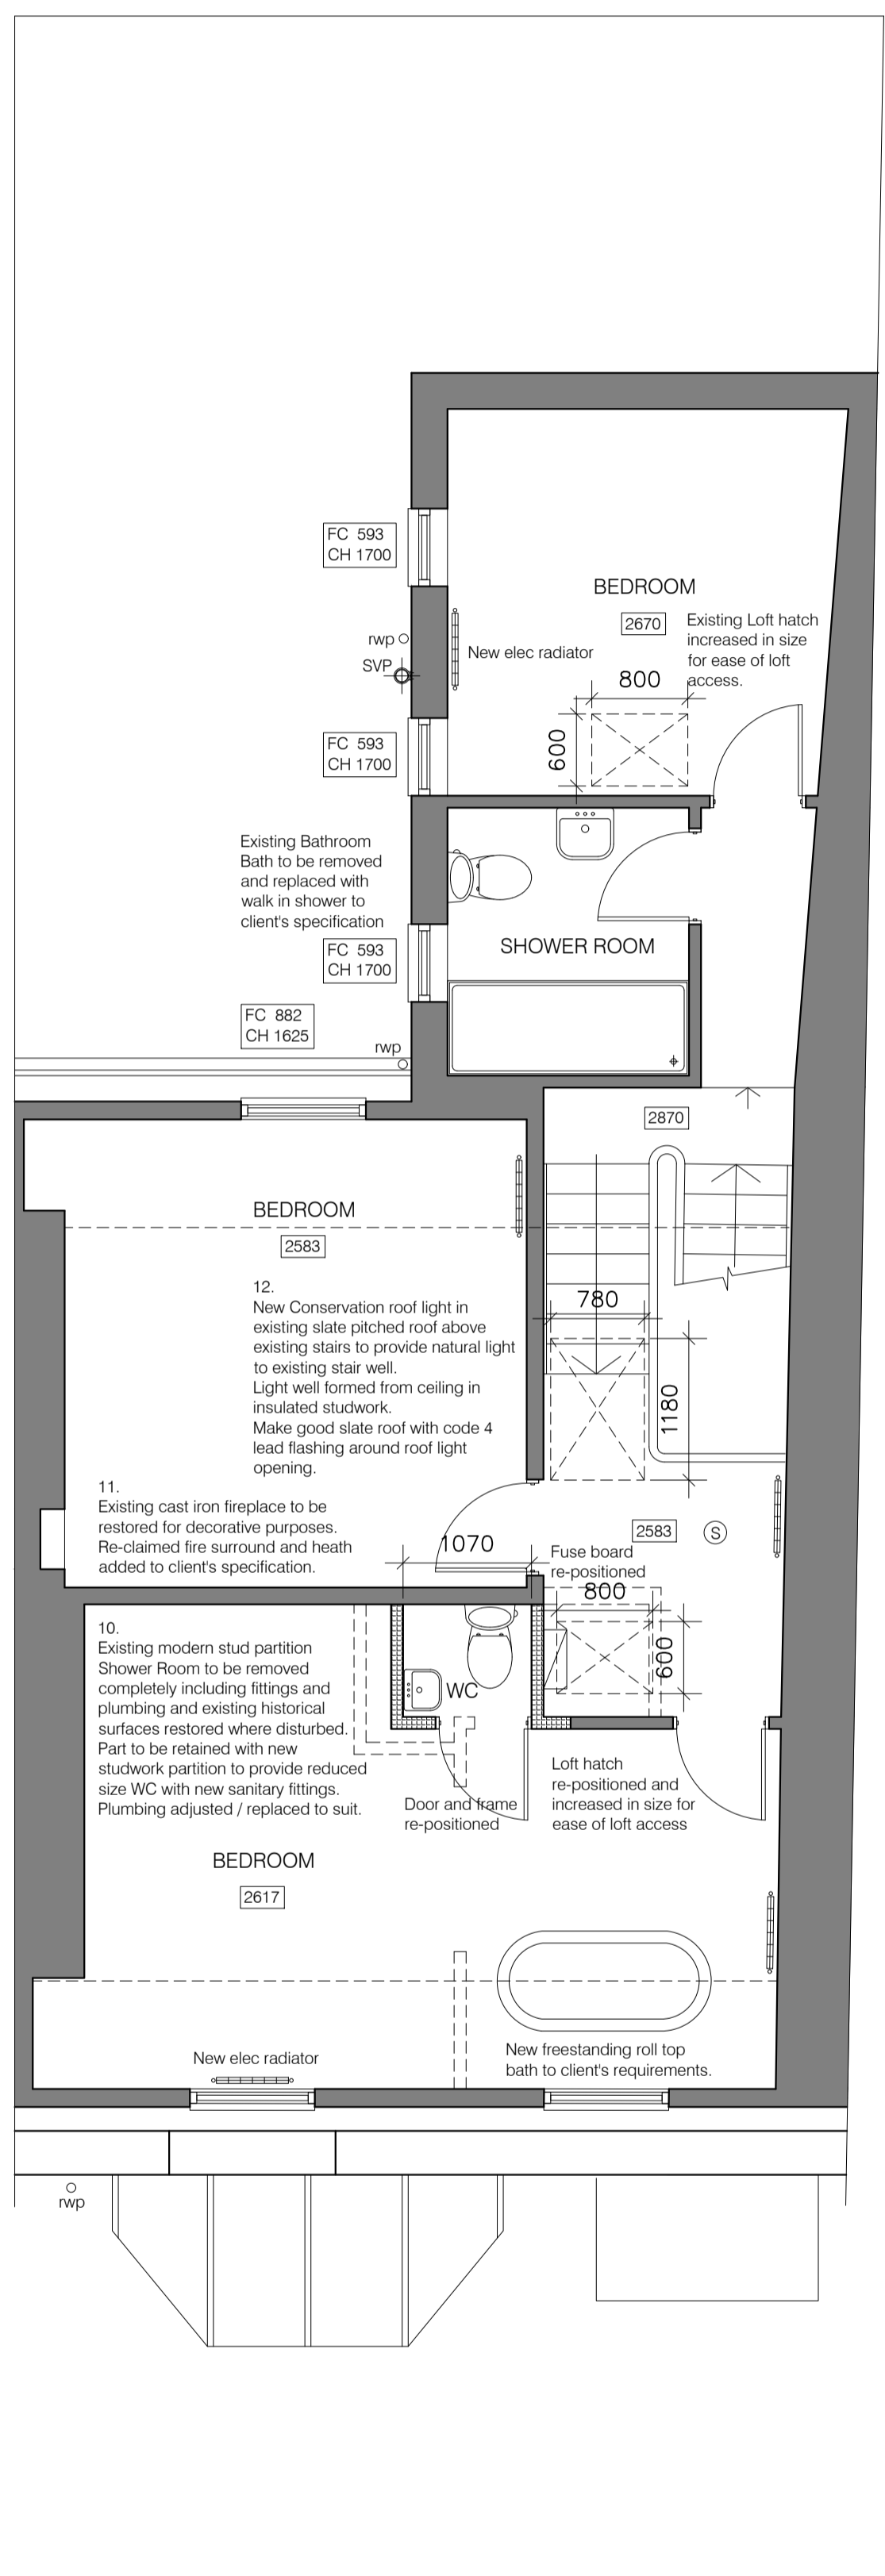 FC 593
CH 1700
BEDROOM
2670
Existing Loft hatch
increased in size
for ease of loft
access.
rwp
SVP
New elec radiator
800
600
FC 593
CH 1700
Existing Bathroom
Bath to be removed
and replaced with
walk in shower to
client's specification
SHOWER ROOM
FC 593
CH 1700
FC 882
CH 1625
rwp
2870
BEDROOM
2583
12.
New Conservation roof light in
existing slate pitched roof above
existing stairs to provide natural light
to existing stair well.
Light well formed from ceiling in
insulated studwork.
Make good slate roof with code 4
lead flashing around roof light
opening.
780
1180
11.
Existing cast iron fireplace to be
restored for decorative purposes.
Re-claimed fire surround and heath
added to client's specification.
1070
2583
S
Fuse board
re-positioned
800
600
10.
Existing modern stud partition
Shower Room to be removed
completely including fittings and
plumbing and existing historical
surfaces restored where disturbed.
Part to be retained with new
studwork partition to provide reduced
size WC with new sanitary fittings.
Plumbing adjusted / replaced to suit.
WC
Door and frame
re-positioned
Loft hatch
re-positioned and
increased in size for
ease of loft access
BEDROOM
2617
New elec radiator
New freestanding roll top
bath to client's requirements.
rwp